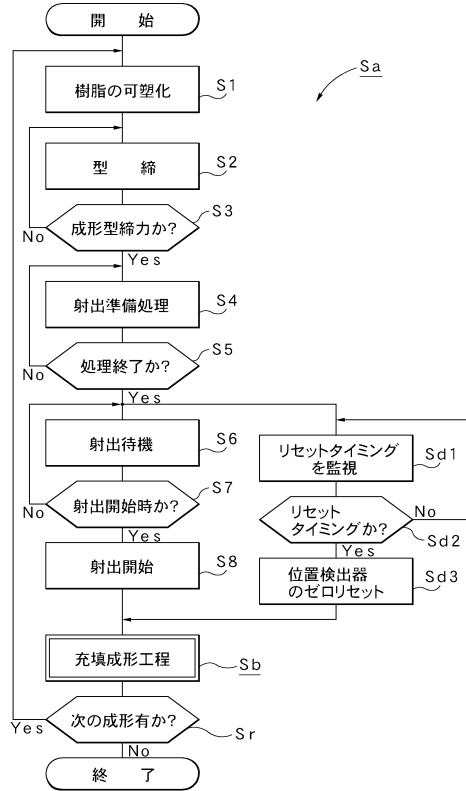 開 始
Sa
樹脂の可塑化
S1
型 締
S2
成形型締力か?
S3
No
Yes
射出準備処理
S4
処理終了か?
S5
No
Yes
射出待機
S6
射出開始時か?
S7
No
Yes
射出開始
S8
リセットタイミング
を監視
Sd1
リセット
タイミングか?
No
Sd2
Yes
位置検出器
のゼロリセット
Sd3
充填成形工程
Sb
次の成形有か?
Yes
Sr
No
終 了